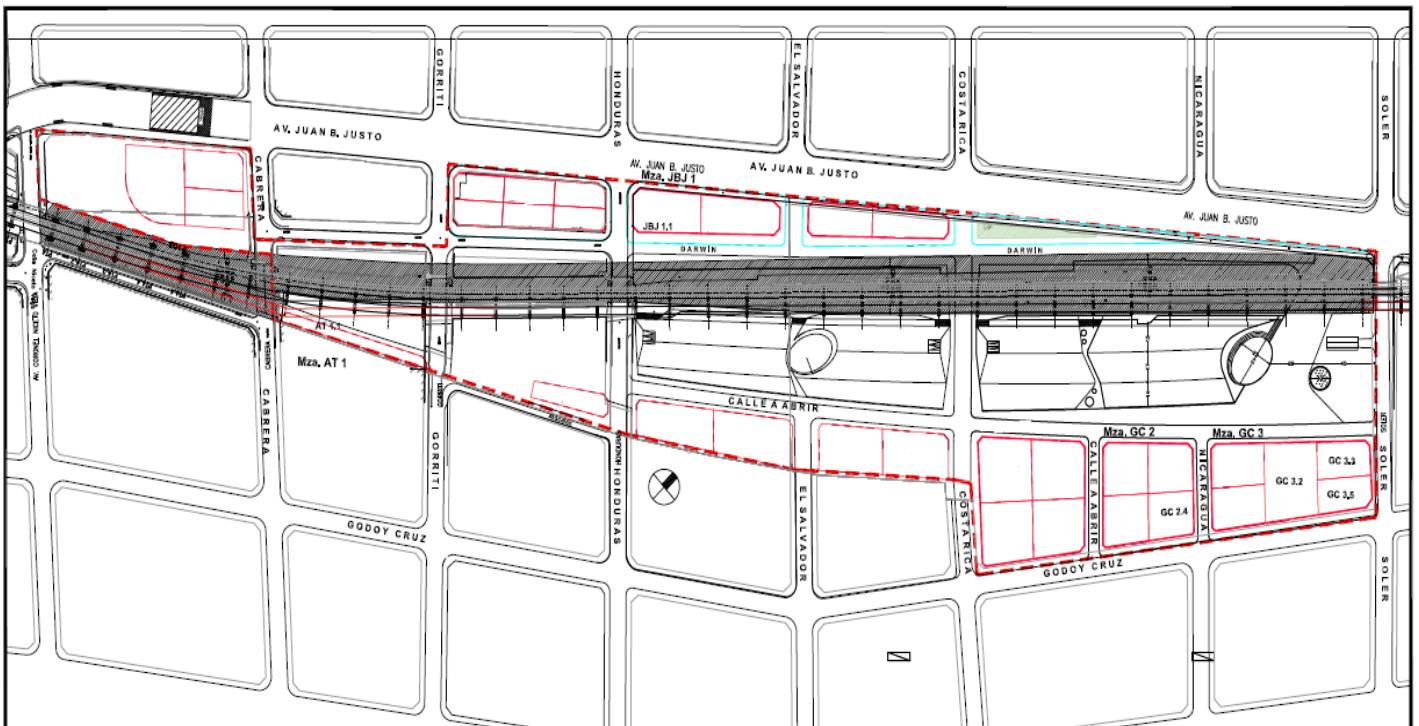 GORRITI
HONDURAS
EL SALVADOR
COSTA RICA
NICARAGUA
SOLER
AV. JUAN B. JUSTO
CABRERA
AV. JUAN B. JUSTO
Mza. JBJ 1
AV. JUAN B. JUSTO
AV. JUAN B. JUSTO
JBJ 1.1
DARWIN
DARWIN
AT 1.1
Mza. AT 1
CABRERA
CALLE A ABRIR
GORRITI
HONDURAS
EL SALVADOR
COSTA RICA
Mza. GC 2
Mza. GC 3
CALLE A ABRIR
NICARAGUA
SOLER
SOLER
GC 3.3
GC 3.2
GC 3.5
GC 2.4
GODOY CRUZ
GODOY CRUZ
SOLER